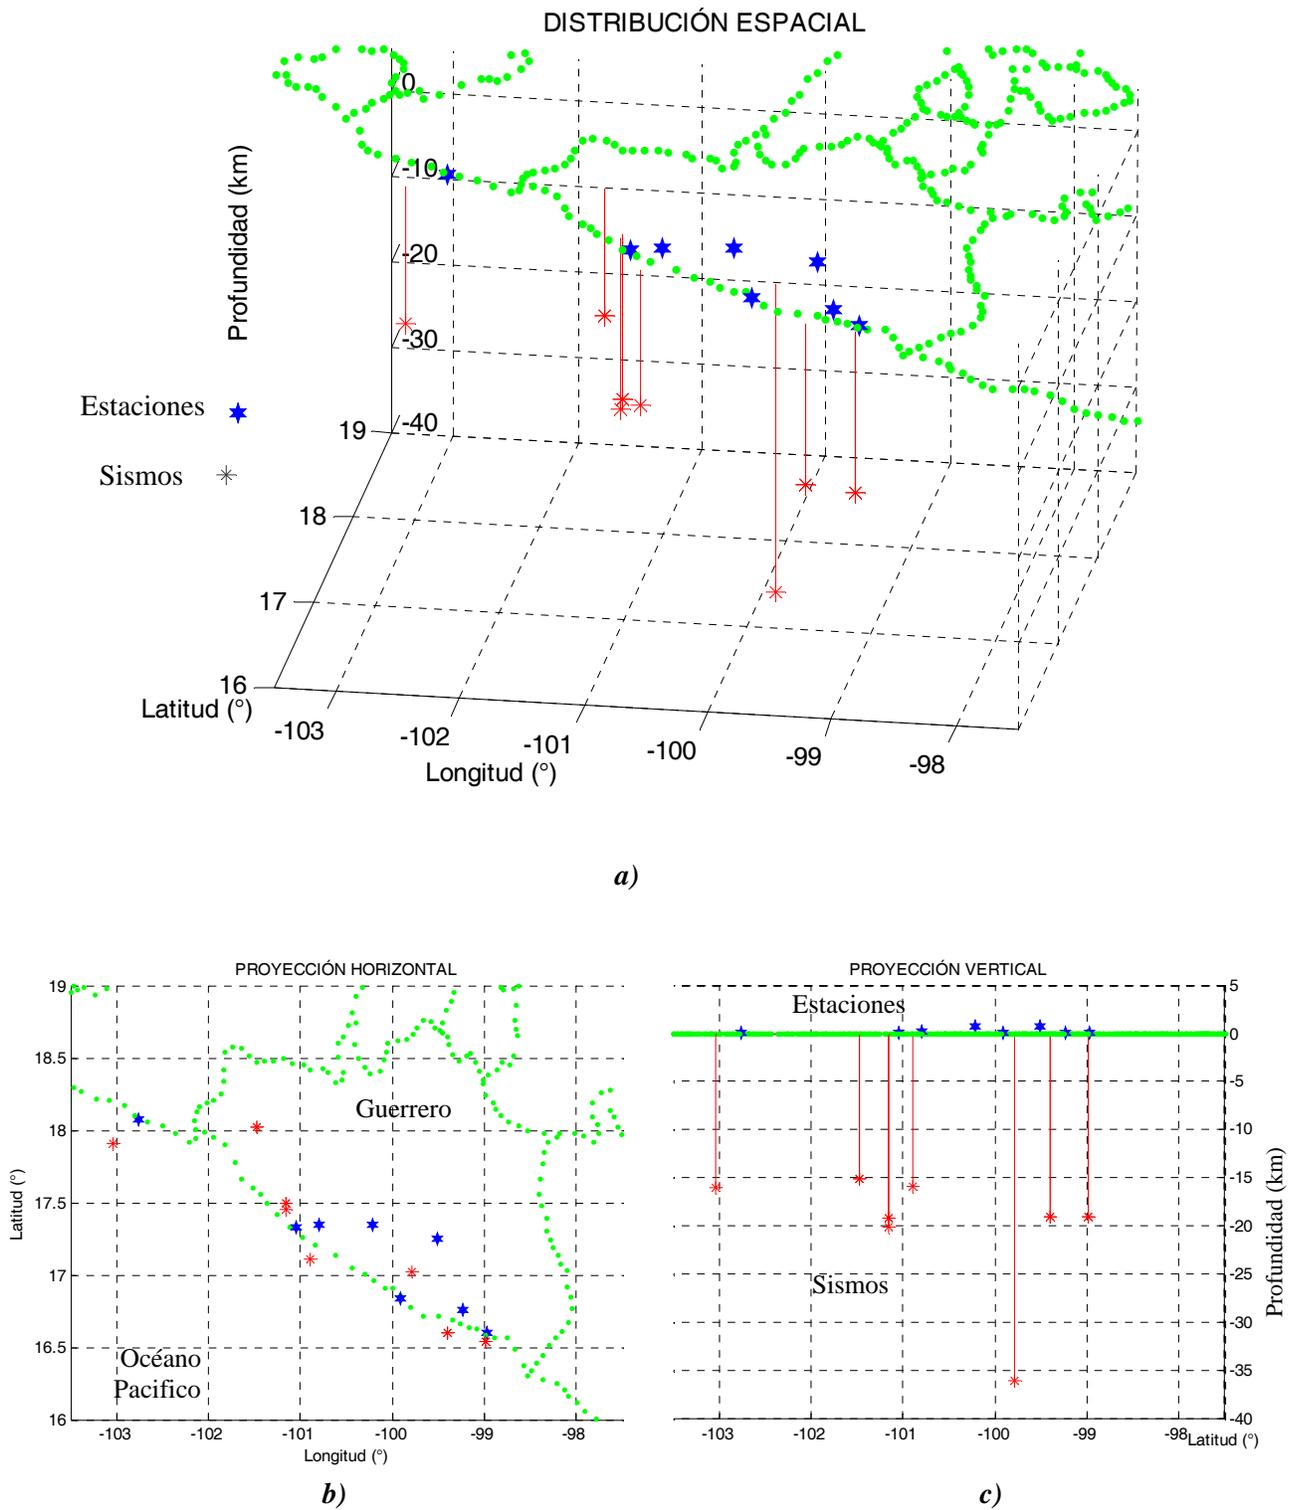 DISTRIBUCIÓN ESPACIAL
0
-10
-20
-30
-40
Profundidad (km)
Estaciones
Sismos
19
18
17
16
Latitud (°)
-103
-102
-101
-100
-99
-98
Longitud (°)
a)
PROYECCIÓN HORIZONTAL
19
18.5
18
17.5
17
16.5
16
Latitud (°)
Guerrero
Océano
Pacifico
-103
-102
-101
-100
-99
-98
Longitud (°)
b)
PROYECCIÓN VERTICAL
Estaciones
Sismos
5
0
-5
-10
-15
-20
-25
-30
-35
-40
Profundidad (km)
-103
-102
-101
-100
-99
-98
Latitud (°)
c)